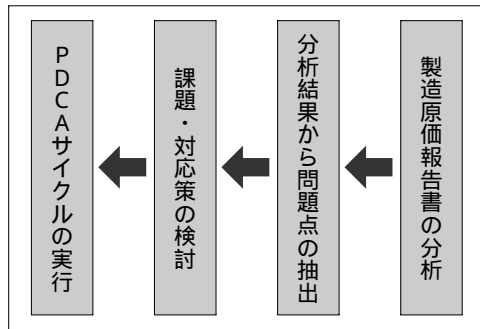 製造原価報告書の分析
分析結果から問題点の抽出
課題・対応策の検討
PDCAサイクルの実行